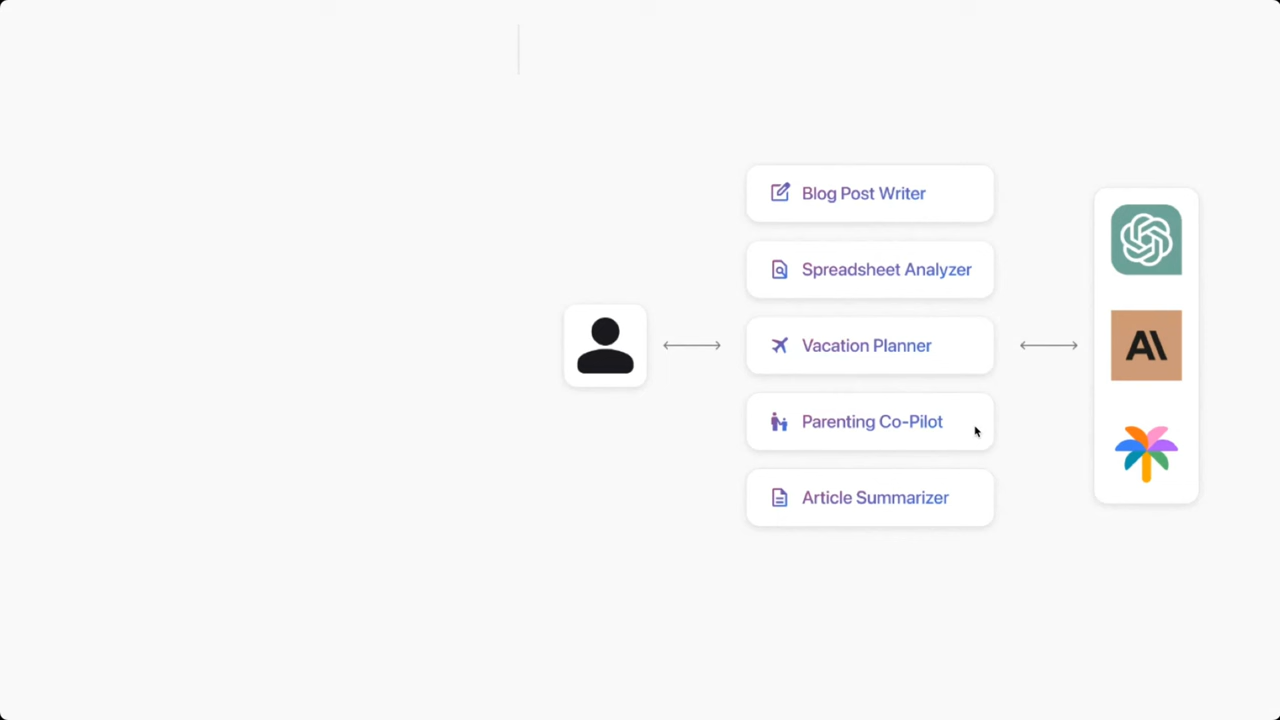 Blog Post Writer
Spreadsheet Analyzer
Vacation Planner
Parenting Co-Pilot
Article Summarizer